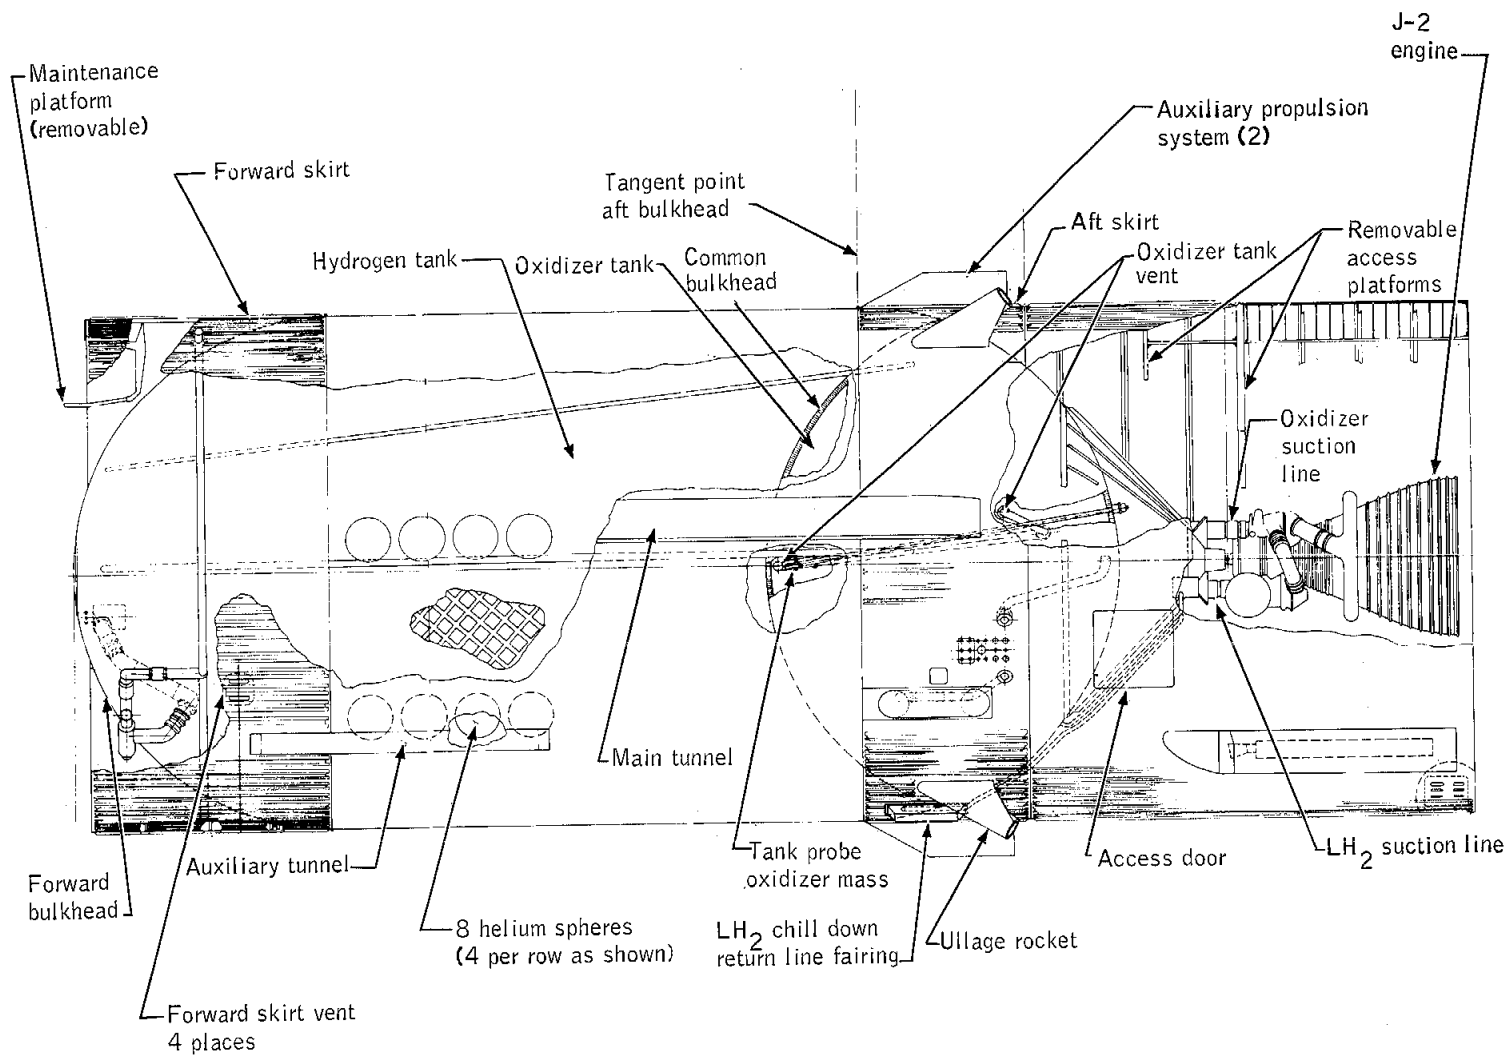 J-2
engine
Maintenance
platform
(removable)
Auxiliary propulsion
system (2)
Forward skirt
Tangent point
aft bulkhead
Aft skirt
Removable
access
platforms
Hydrogen tank
Oxidizer tank
Common
bulkhead
Oxidizer tank
vent
Oxidizer
suction
line
Main tunnel
Auxiliary tunnel
Tank probe
oxidizer mass
Access door
LH2 suction line
Forward
bulkhead
8 helium spheres
(4 per row as shown)
LH2 chill down
return line fairing
Ullage rocket
Forward skirt vent
4 places